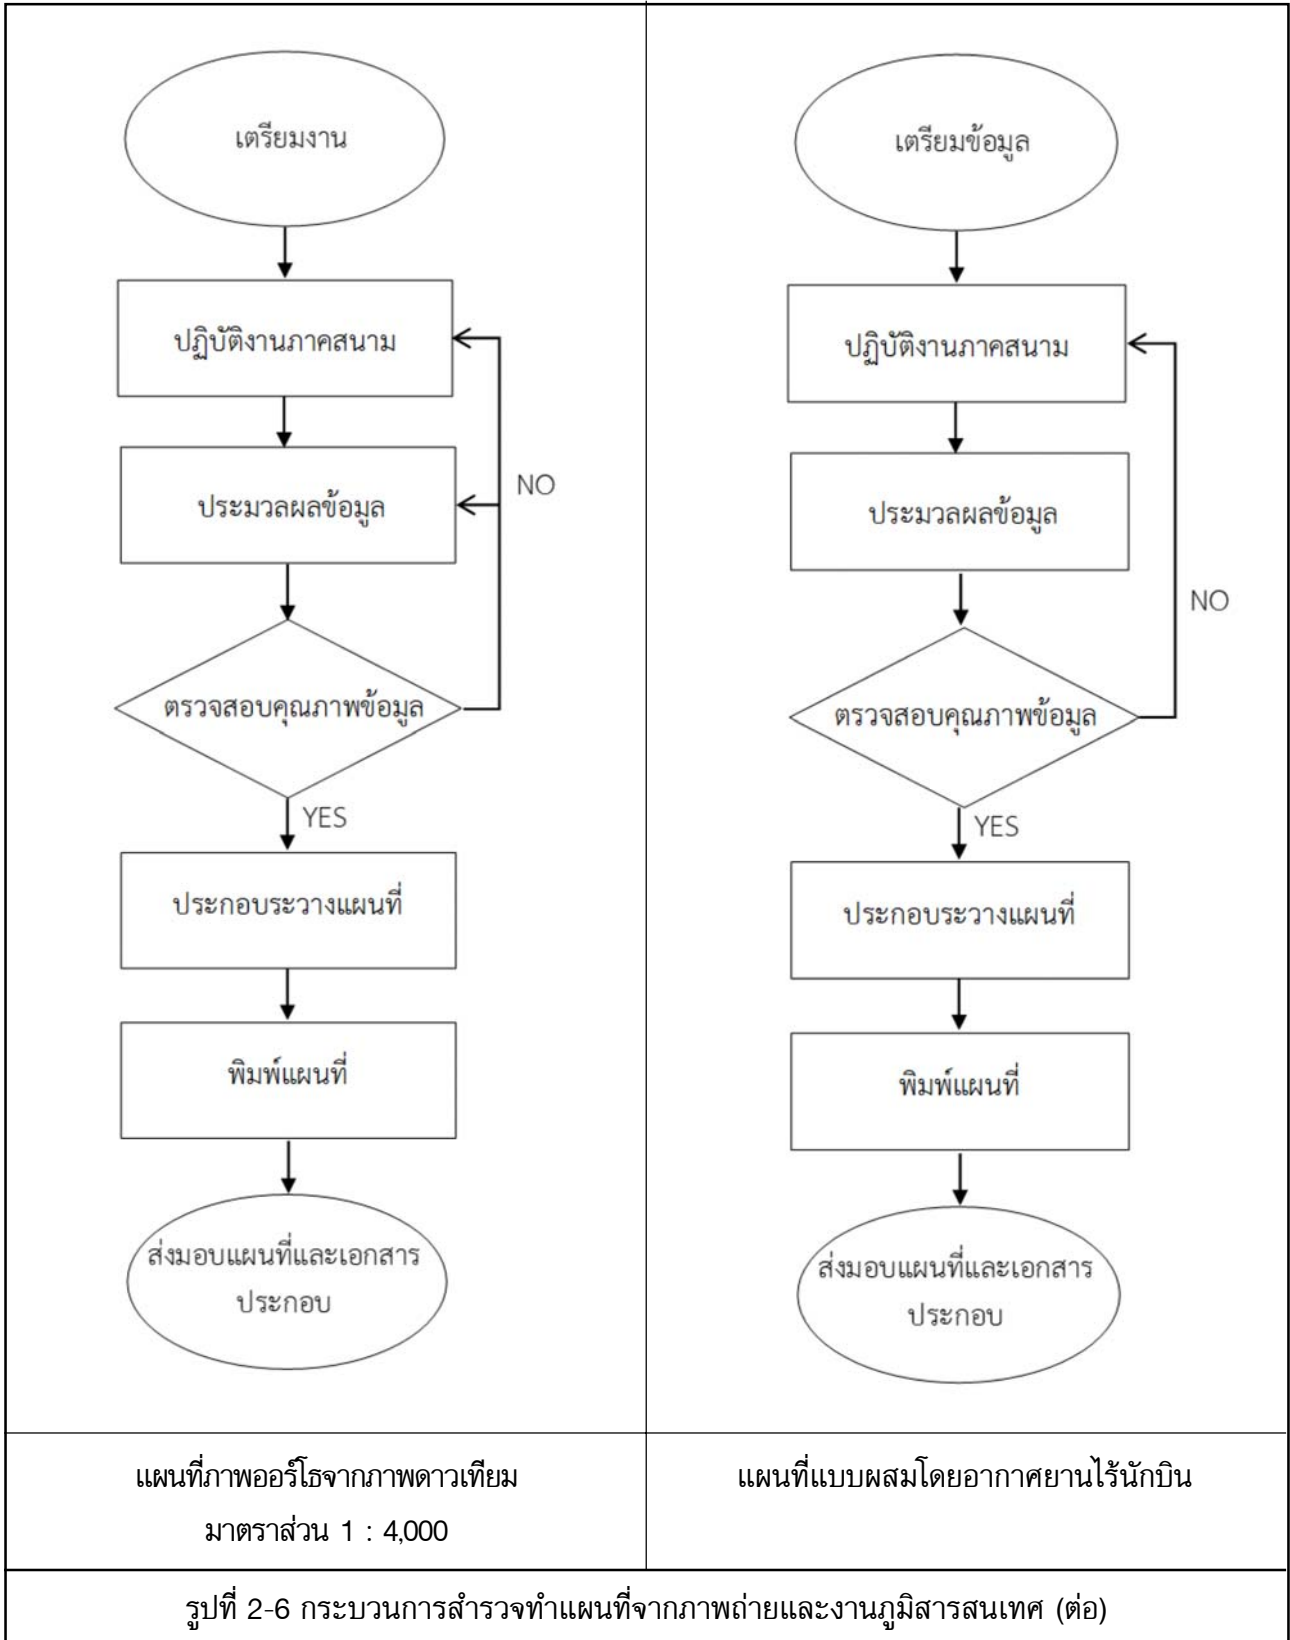 เตรียมงาน
ปฏิบัติงานภาคสนาม
ประมวลผลข้อมูล
NO
ตรวจสอบคุณภาพข้อมูล
YES
ประกอบระวางแผนที่
พิมพ์แผนที่
ส่งมอบแผนที่และเอกสาร
ประกอบ
แผนที่ภาพออร์โธจากภาพดาวเทียม
มาตราส่วน 1 : 4,000
เตรียมข้อมูล
ปฏิบัติงานภาคสนาม
ประมวลผลข้อมูล
NO
ตรวจสอบคุณภาพข้อมูล
YES
ประกอบระวางแผนที่
พิมพ์แผนที่
ส่งมอบแผนที่และเอกสาร
ประกอบ
แผนที่แบบผสมโดยอากาศยานไร้นักบิน
รูปที่ 2-6 กระบวนการสำรวจทำแผนที่จากภาพถ่ายและงานภูมิสารสนเทศ (ต่อ)